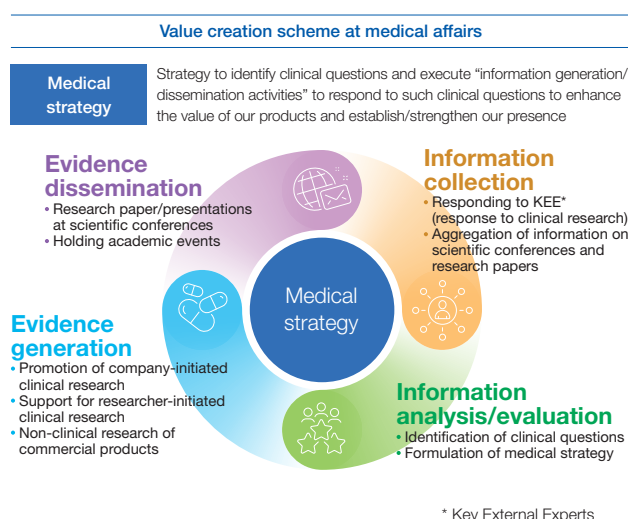 Value creation scheme at medical affairs
Medical
strategy
Strategy to identify clinical questions and execute “information generation/
dissemination activities” to respond to such clinical questions to enhance
the value of our products and establish/strengthen our presence
Evidence
dissemination
• Research paper/presentations
at scientific conferences
• Holding academic events
Information
collection
• Responding to KEE*
(response to clinical research)
• Aggregation of information on
scientific conferences and
research papers
Medical
strategy
Evidence
generation
• Promotion of company-initiated
clinical research
• Support for researcher-initiated
clinical research
• Non-clinical research of
commercial products
Information
analysis/evaluation
• Identification of clinical questions
• Formulation of medical strategy
* Key External Experts